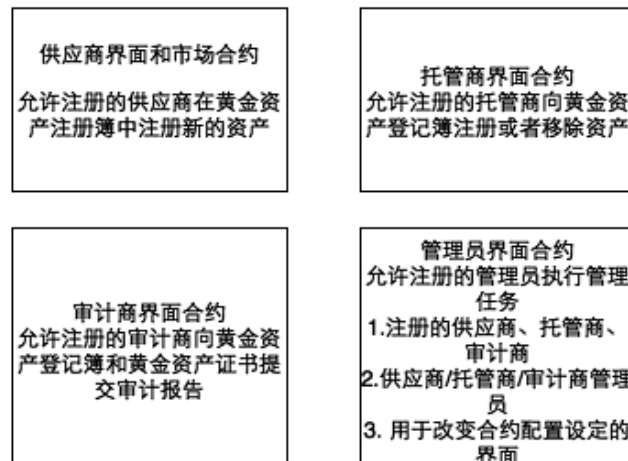 供应商界面和市场合约
允许注册的供应商在黄金资
产注册簿中注册新的资产
托管商界面合约
允许注册的托管商向黄金资
产登记簿注册或者移除资产
审计商界面合约
允许注册的审计商向黄金资
产登记簿和黄金资产证书提
交审计报告
管理员界面合约
允许注册的管理员执行管理
任务
1.注册的供应商、托管商、
审计商
2.供应商/托管商/审计商管理
员
3. 用于改变合约配置设定的
界面